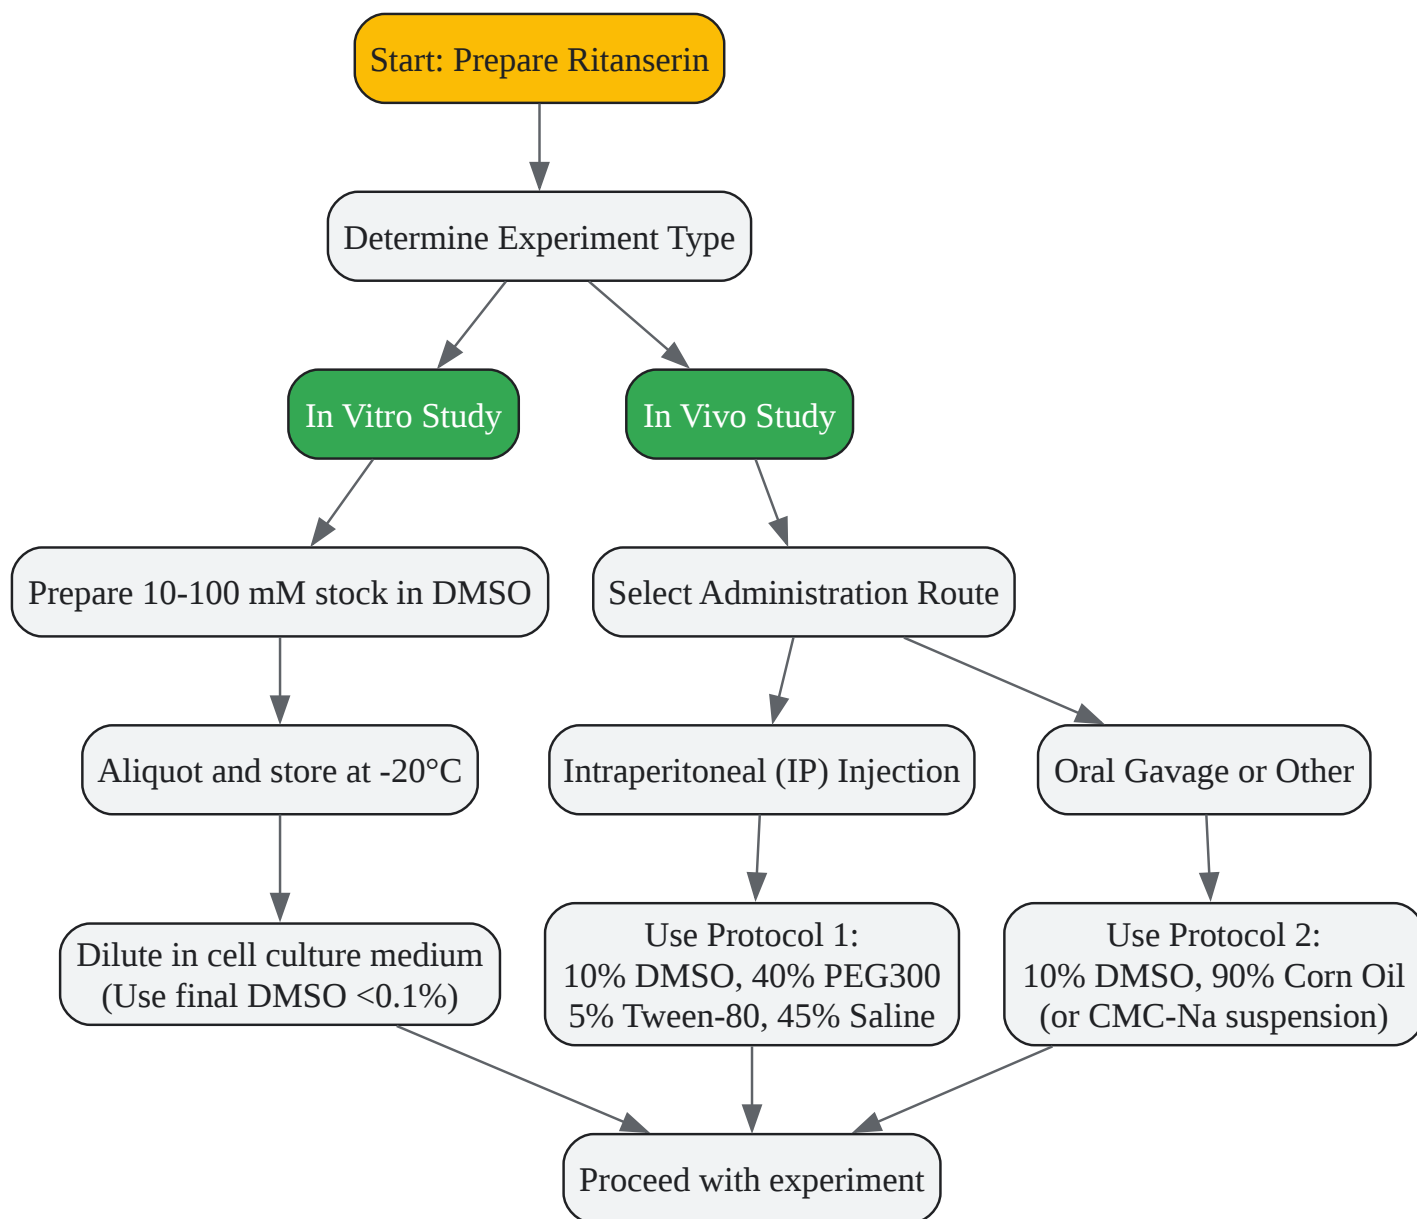 Start: Prepare Ritanserin
Determine Experiment Type
In Vitro Study
In Vivo Study
Prepare 10-100 mM stock in DMSO
Select Administration Route
Aliquot and store at -20°C
Intraperitoneal (IP) Injection
Oral Gavage or Other
Dilute in cell culture medium
(Use final DMSO <0.1%)
Use Protocol 1:
10% DMSO, 40% PEG300
5% Tween-80, 45% Saline
Use Protocol 2:
10% DMSO, 90% Corn Oil
(or CMC-Na suspension)
Proceed with experiment